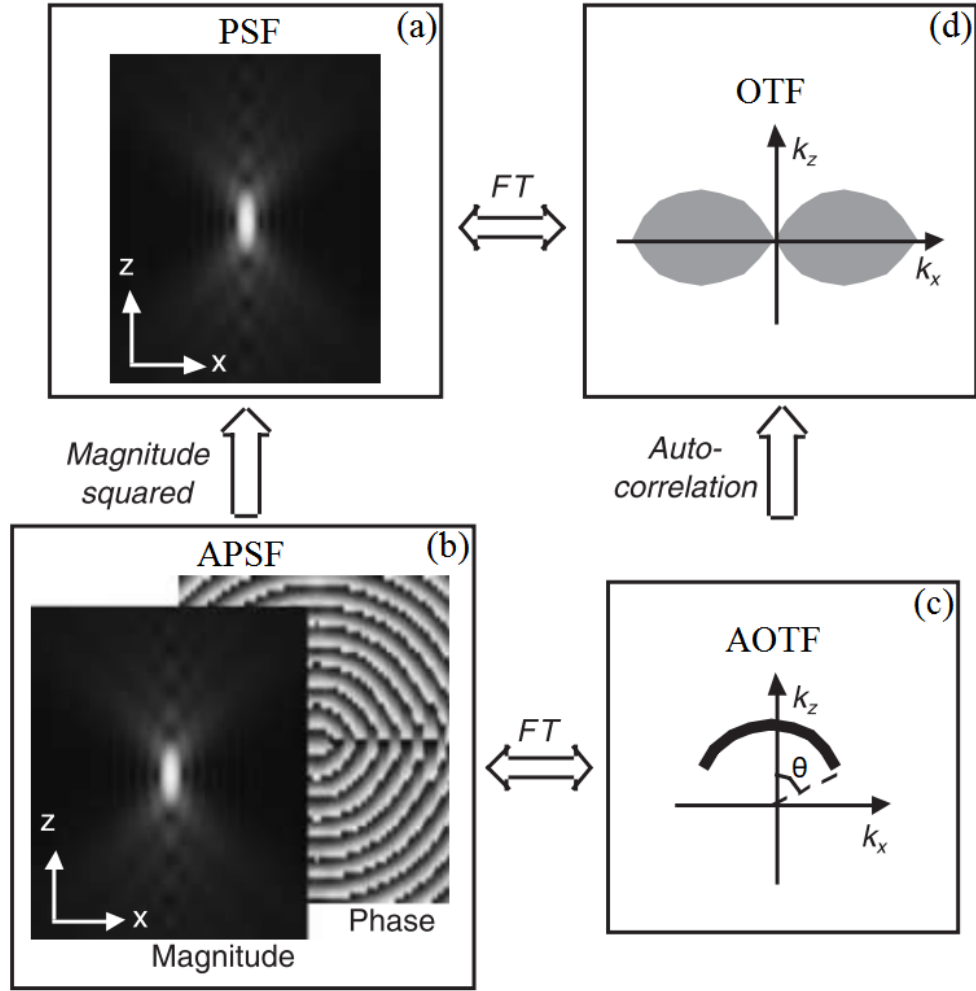 PSF
(a)
z
x
FT
(d)
OTF
kz
kx
Magnitude
squared
Auto-
correlation
APSF
(b)
z
x
Phase
Magnitude
FT
(c)
AOTF
kz
θ
kx